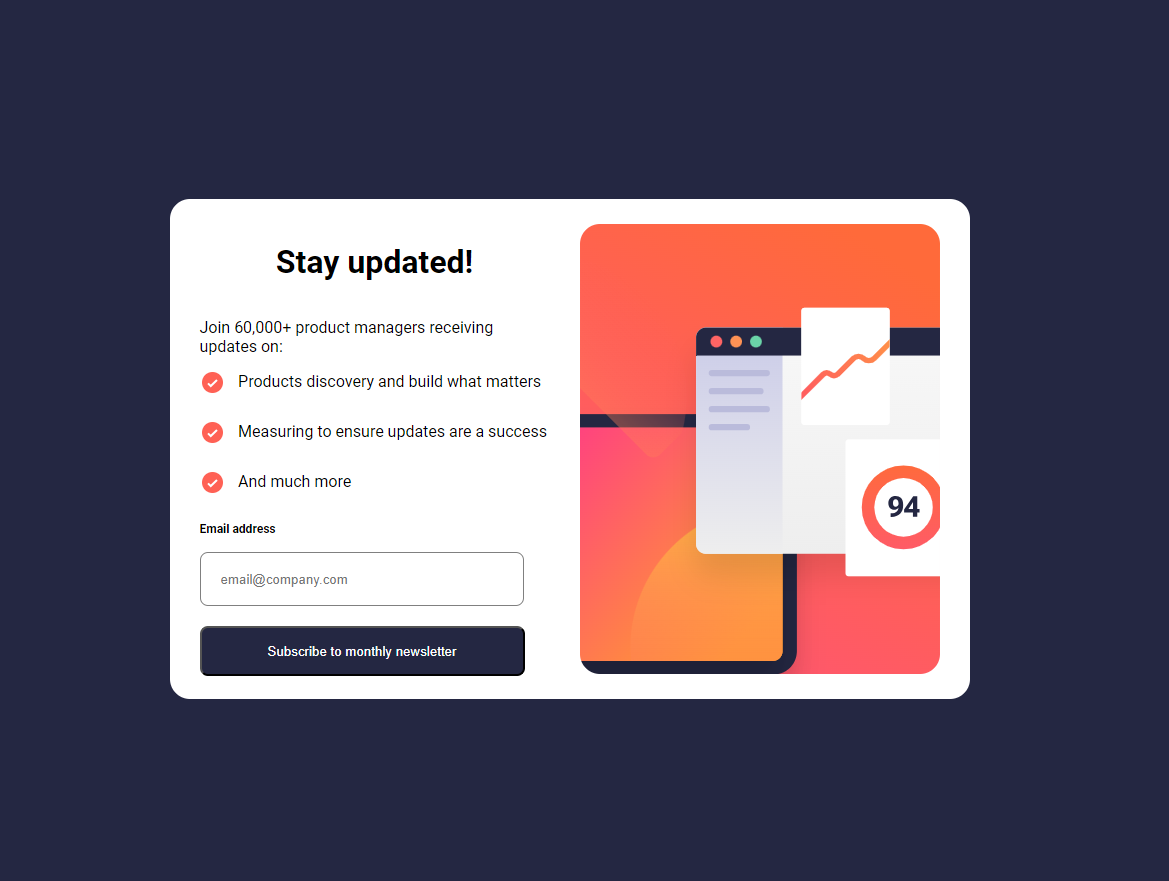 Stay updated!
Join 60,000+ product managers receiving
updates on:
Products discovery and build what matters
Measuring to ensure updates are a success
And much more
Email address
email@company.com
Subscribe to monthly newsletter
94